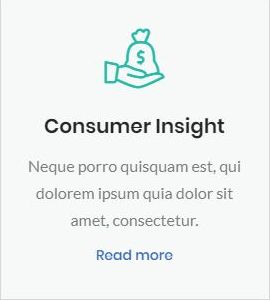 $
Consumer Insight
Neque porro quisquam est, qui
dolorem ipsum quia dolor sit
amet, consectetur.
Read more